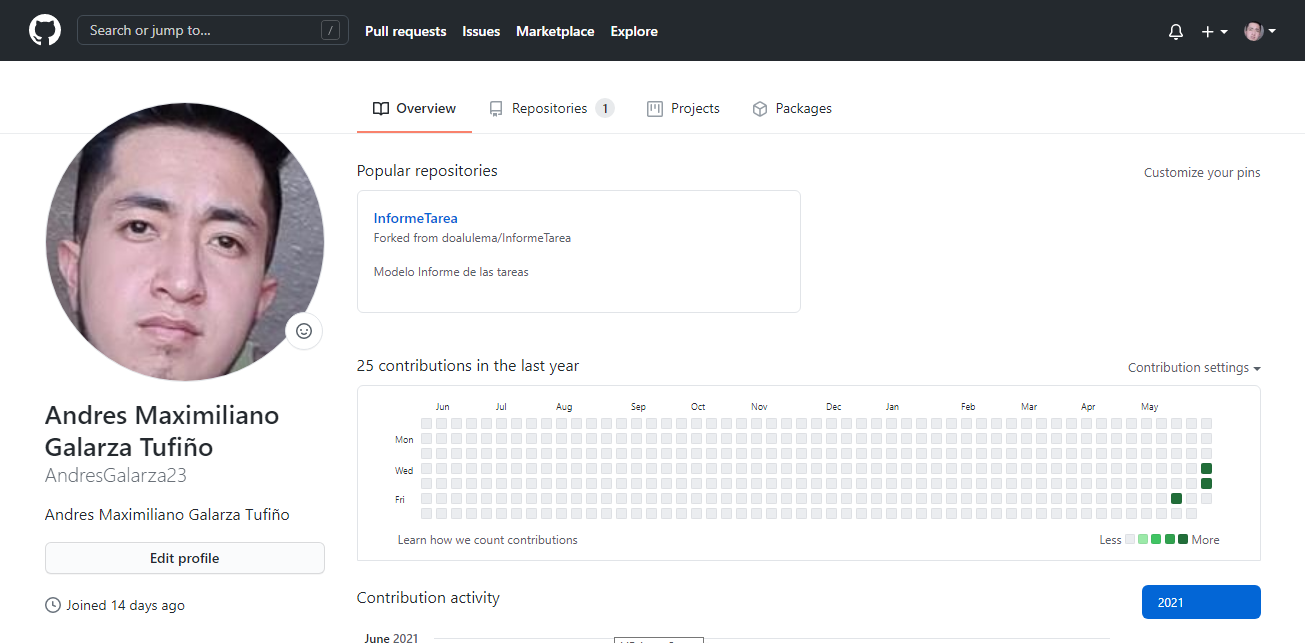 Search or jump to... /
Pull requests Issues Marketplace Explore
Overview Repositories 1 Projects Packages
Andres Maximiliano
Galarza Tufiño
AndresGalarza23
Andres Maximiliano Galarza Tufiño
Edit profile
Joined 14 days ago
Popular repositories
Customize your pins
InformeTarea
Forked from doalulema/InformeTarea
Modelo Informe de las tareas
25 contributions in the last year
Contribution settings
Jun Jul Aug Sep Oct Nov Dec Jan Feb Mar Apr May
Mon
Wed
Fri
Learn how we count contributions
Less More
Contribution activity
2021
June 2021